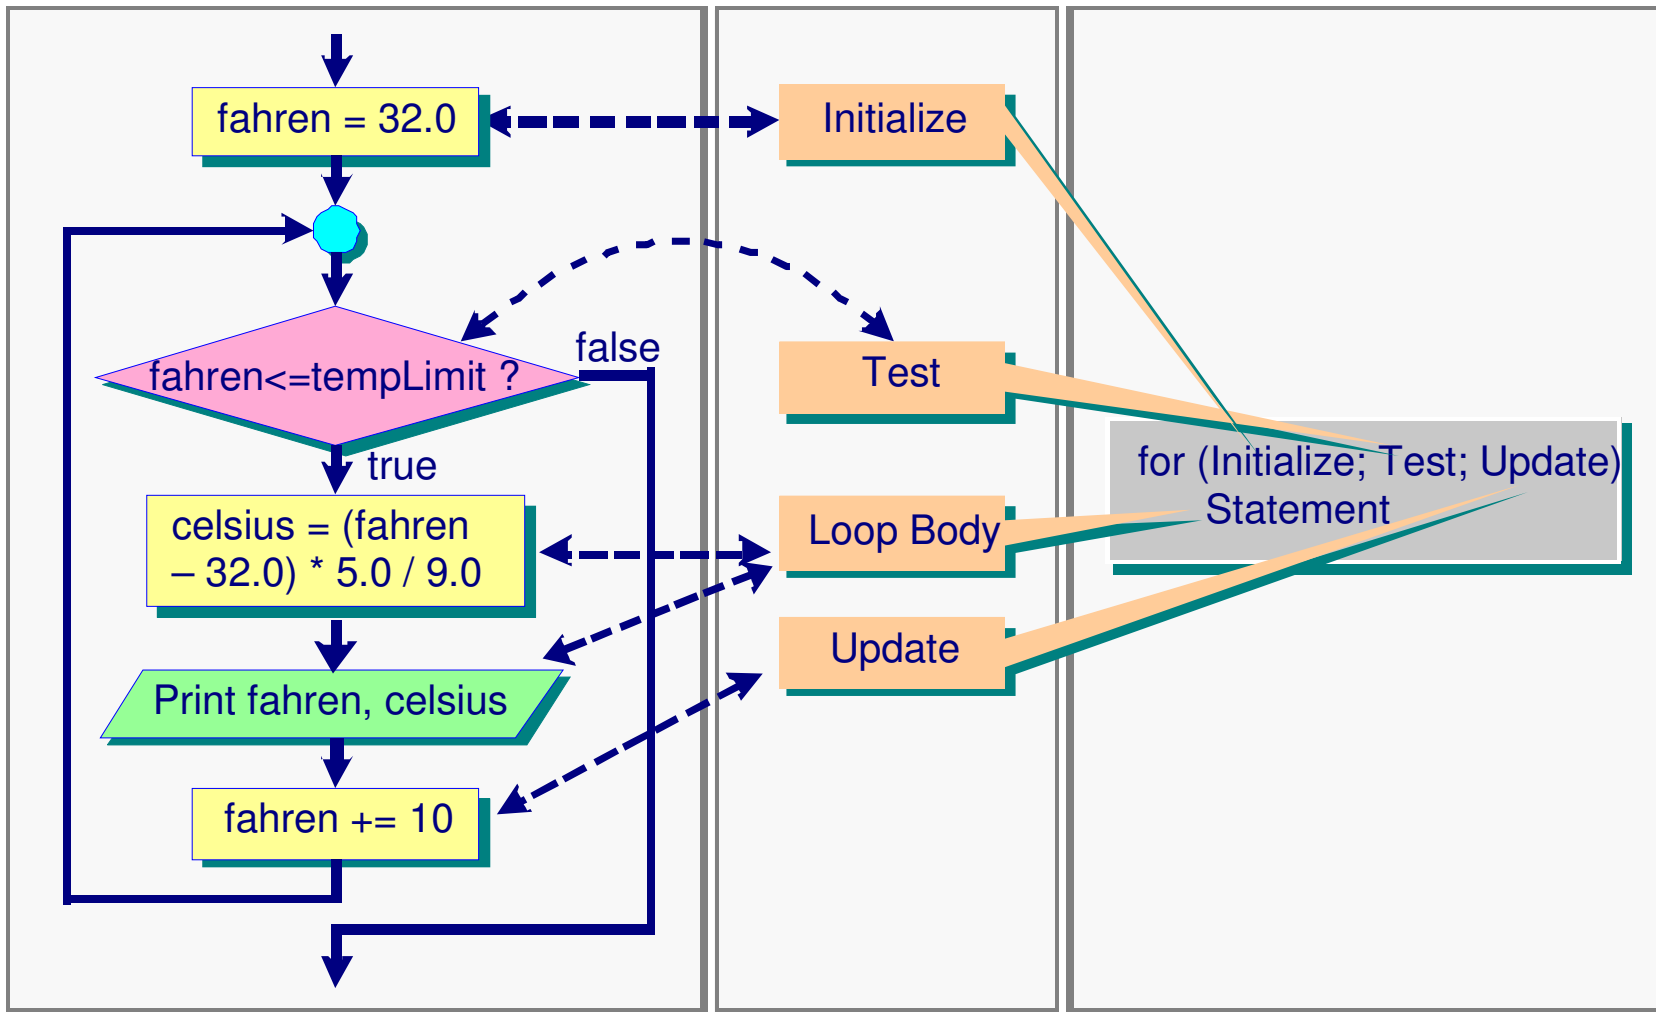 fahren = 32.0
fahren<=tempLimit ?
false
true
celsius = (fahren
– 32.0) * 5.0 / 9.0
Print fahren, celsius
fahren += 10
Initialize
Test
Loop Body
Update
for (Initialize; Test; Update)
Statement